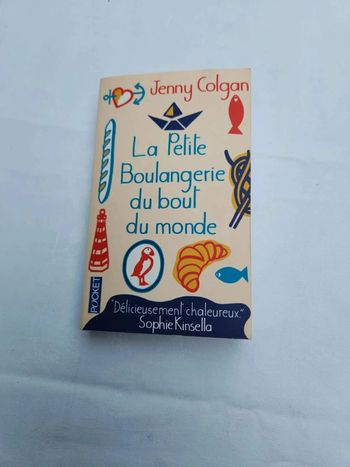 Jenny Colgan
La Petite
Boulangerie
du bout
du monde
POCKET
"Délicieusement chaleureux."
Sophie Kinsella